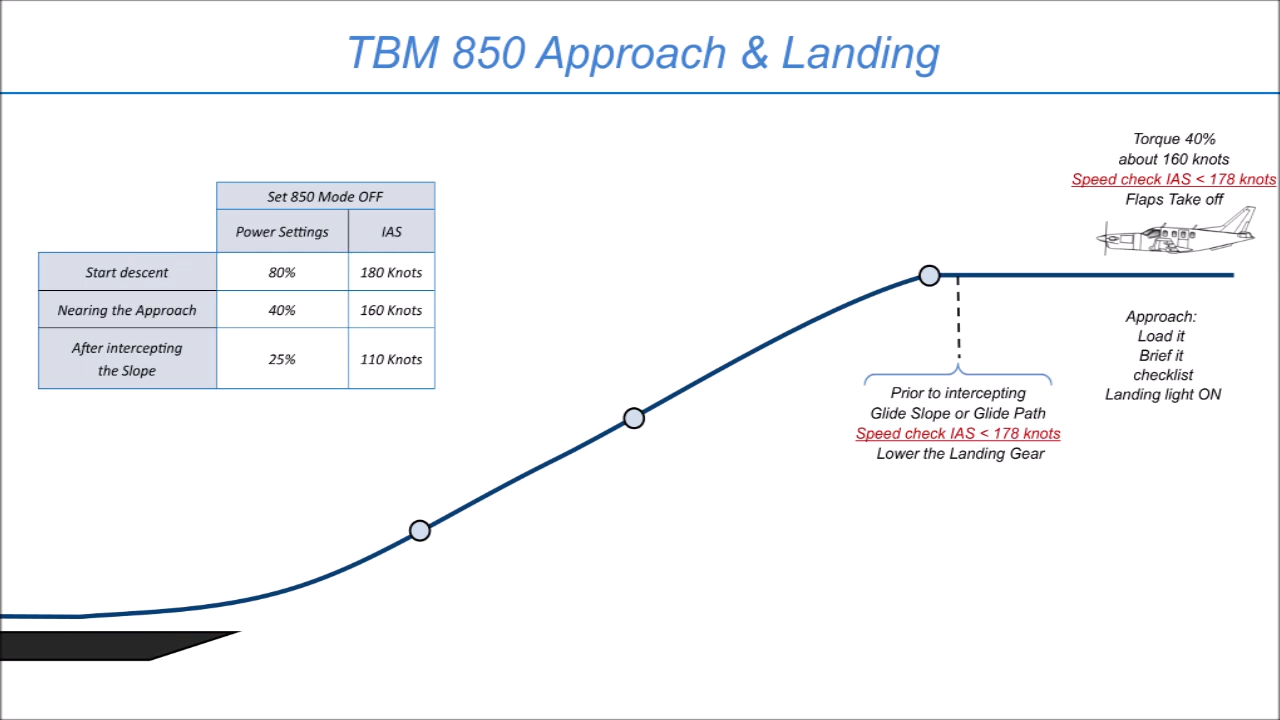 TBM 850 Approach & Landing
Torque 40%
about 160 knots
Speed check IAS < 178 knots
Flaps Take off
Set 850 Mode OFF
Power Settings IAS
Start descent 80% 180 Knots
Nearing the Approach 40% 160 Knots
After intercepting
the Slope 25% 110 Knots
Approach:
Load it
Brief it
checklist
Landing light ON
Prior to intercepting
Glide Slope or Glide Path
Speed check IAS < 178 knots
Lower the Landing Gear